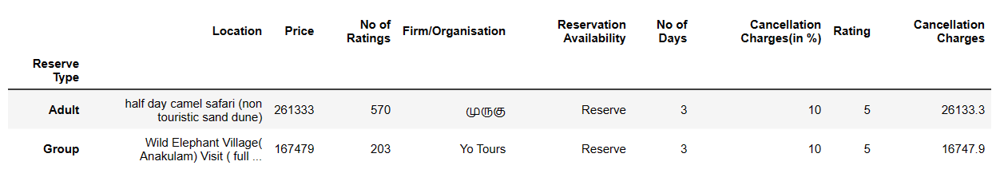 Location Price No of Ratings Firm/Organisation Reservation Availability No of Days Cancellation Charges(in %) Rating Cancellation Charges
Reserve Type
Adult half day camel safari (non touristic sand dune) 261333 570 முருகு Reserve 3 10 5 26133.3
Group Wild Elephant Village( Anakulam) Visit ( full ... 167479 203 Yo Tours Reserve 3 10 5 16747.9